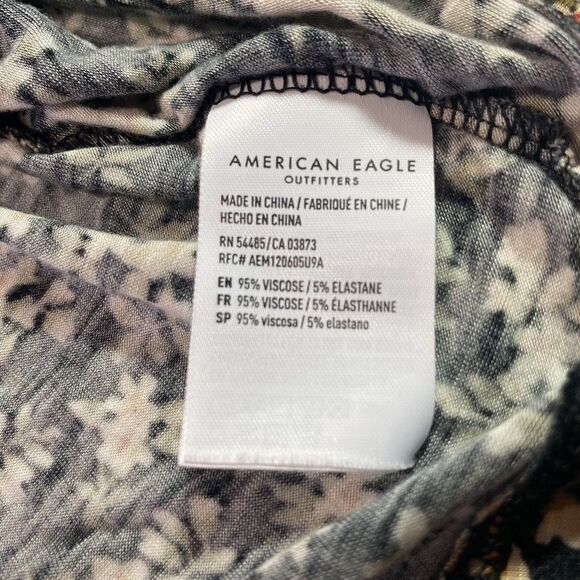 AMERICAN EAGLE
OUTFITTERS
MADE IN CHINA / FABRIQUÉ EN CHINE /
HECHO EN CHINA
RN 54485/CA 03873
RFC# AEM120605U9A
EN 95% VISCOSE / 5% ELASTANE
FR 95% VISCOSE / 5% ÉLASTHANNE
SP 95% viscosa / 5% elastano